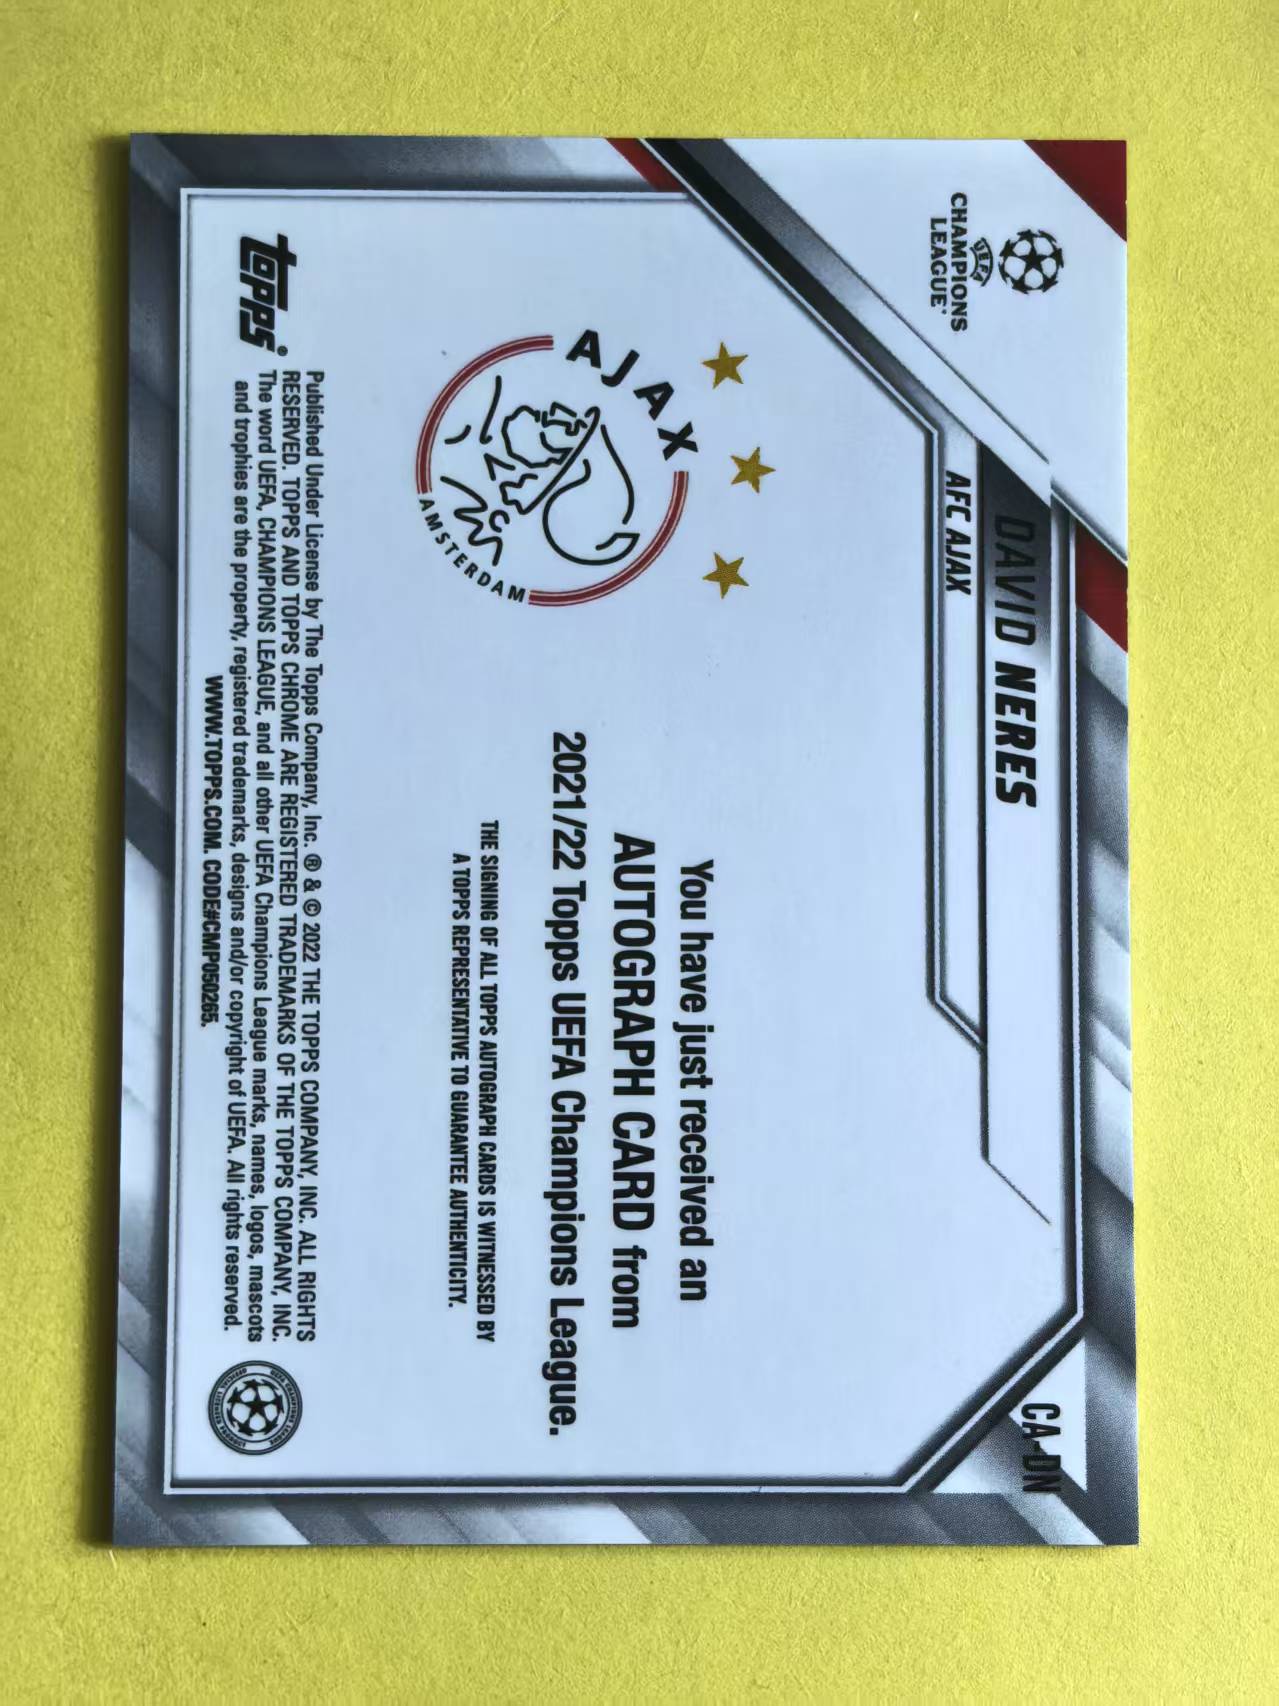 UEFA
CHAMPIONS
LEAGUE®
DAVID NERES
AFC AJAX
CA-DN
AJAX
AMSTERDAM
You have just received an
AUTOGRAPH CARD from
2021/22 Topps UEFA Champions League.
THE SIGNING OF ALL TOPPS AUTOGRAPH CARDS IS WITNESSED BY
A TOPPS REPRESENTATIVE TO GUARANTEE AUTHENTICITY.
topps®
Published Under License by The Topps Company, Inc. ® & © 2022 THE TOPPS COMPANY, INC. ALL RIGHTS
RESERVED. TOPPS AND TOPPS CHROME ARE REGISTERED TRADEMARKS OF THE TOPPS COMPANY, INC.
The word UEFA, CHAMPIONS LEAGUE, and all other UEFA Champions League marks, names, logos, mascots
and trophies are the property, registered trademarks, designs and/or copyright of UEFA. All rights reserved.
WWW.TOPPS.COM. CODE#CMP050265.